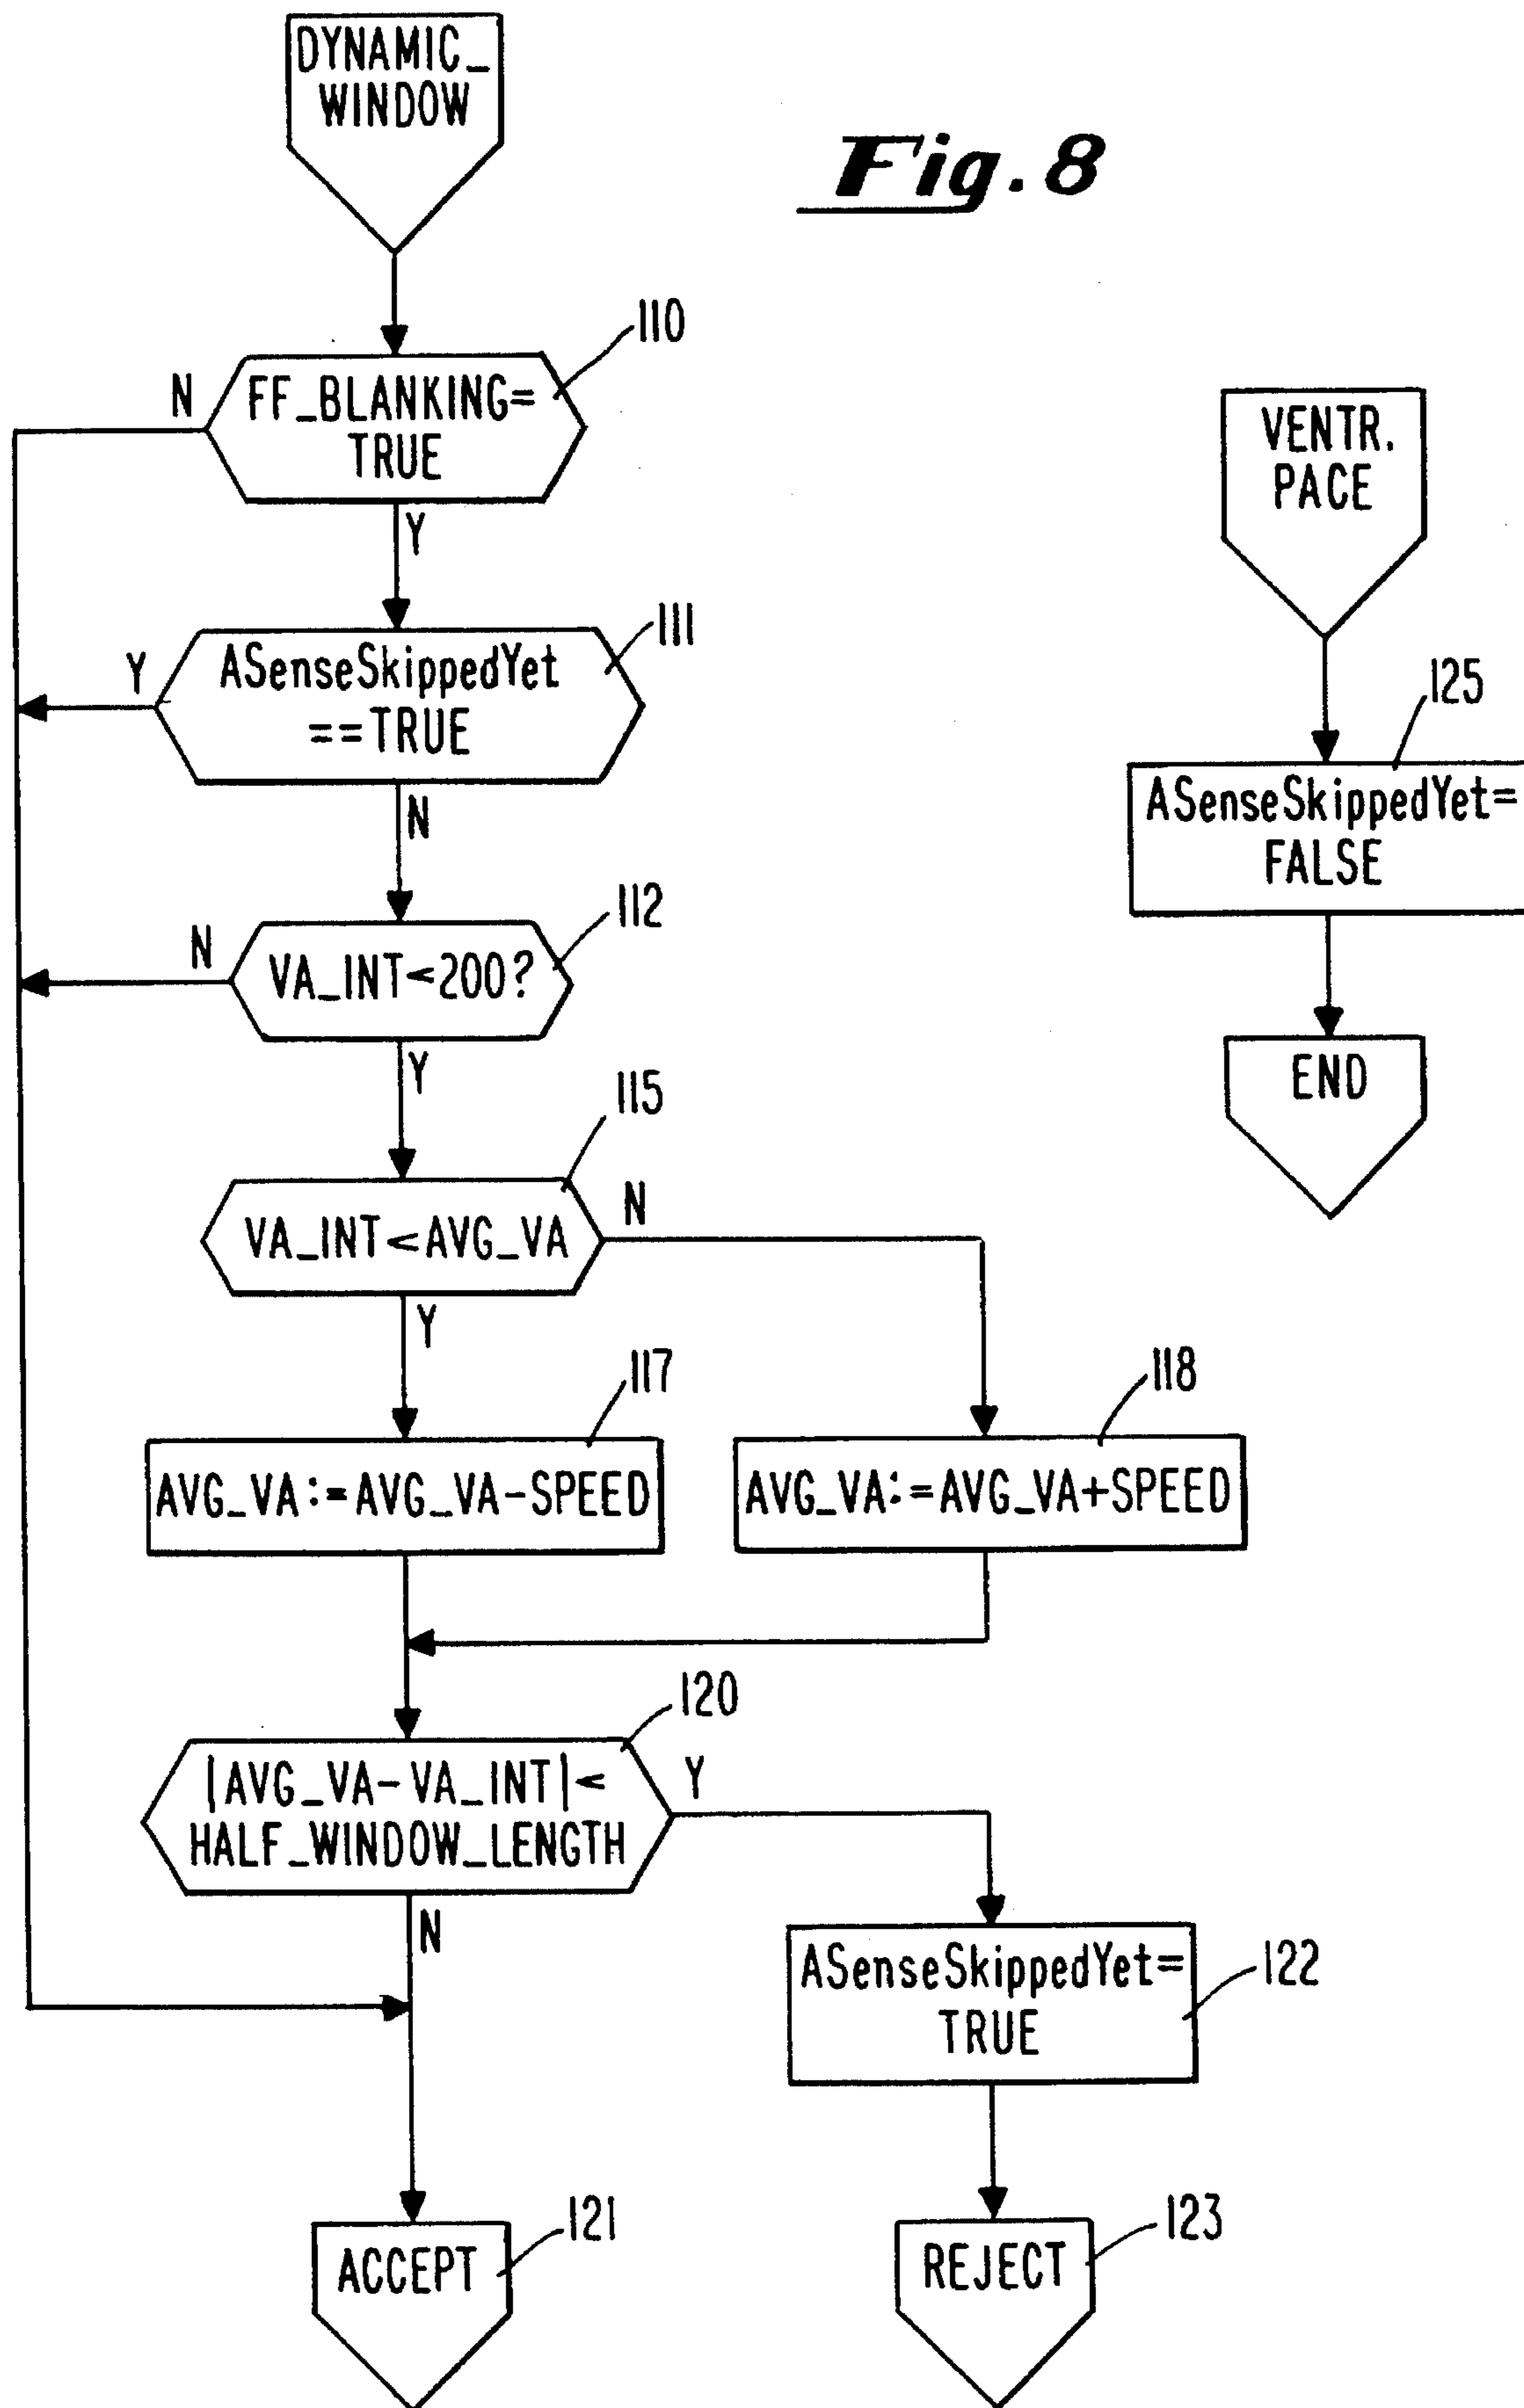 DYNAMIC_
WINDOW
Fig. 8
110
N
FF_BLANKING=
TRUE
Y
111
Y
ASenseSkippedYet
==TRUE
N
112
N
VA_INT<200?
Y
115
VA_INT<AVG_VA
N
Y
117
AVG_VA:=AVG_VA-SPEED
118
AVG_VA:=AVG_VA+SPEED
120
|AVG_VA-VA_INT|<
HALF_WINDOW_LENGTH
Y
N
ASenseSkippedYet=
TRUE
122
121
ACCEPT
123
REJECT
VENTR.
PACE
125
ASenseSkippedYet=
FALSE
END